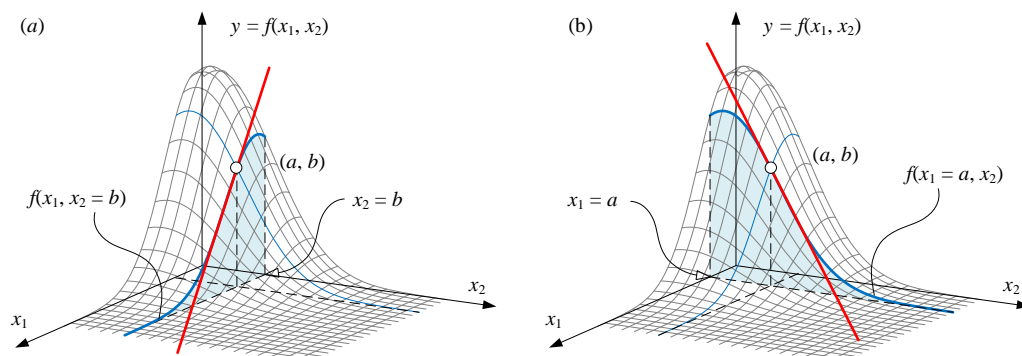 (a)
y = f(x₁, x₂)
(a, b)
f(x₁, x₂ = b)
x₂ = b
x₂
x₁
(b)
y = f(x₁, x₂)
(a, b)
f(x₁ = a, x₂)
x₁ = a
x₂
x₁